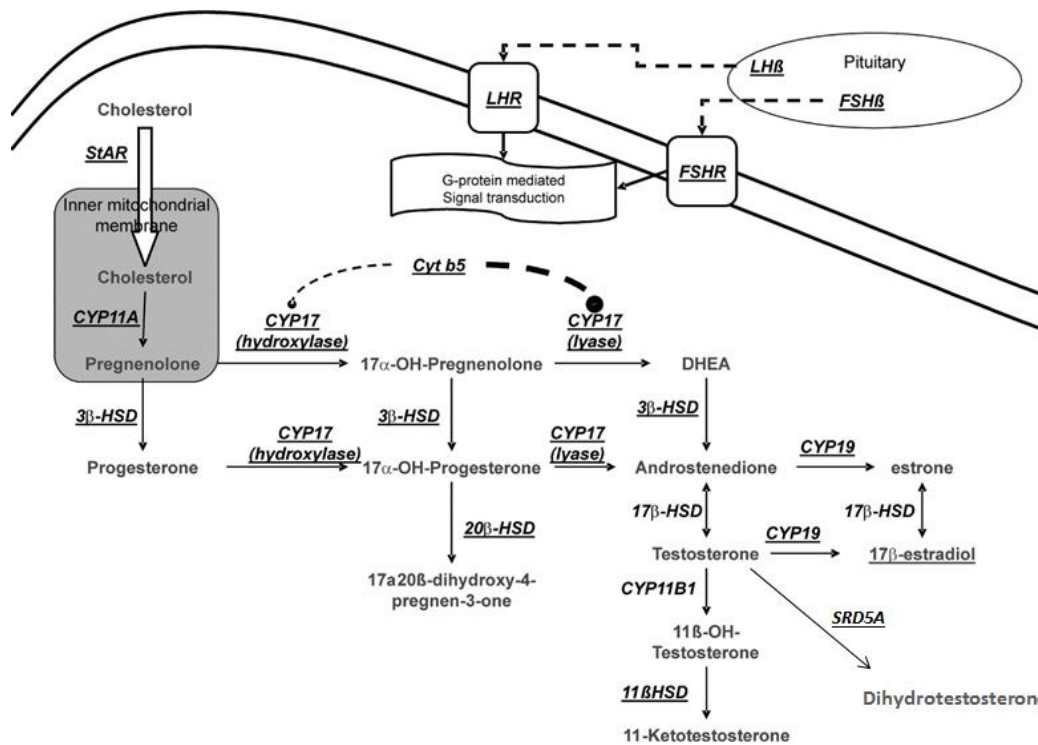 LHß
Pituitary
FSHß
LHR
FSHR
G-protein mediated
Signal transduction
Cholesterol
StAR
Inner mitochondrial
membrane
Cholesterol
CYP11A
Pregnenolone
Cyt b5
CYP17
(hydroxylase)
17α-OH-Pregnenolone
CYP17
(lyase)
DHEA
3β-HSD
3β-HSD
3β-HSD
Progesterone
CYP17
(hydroxylase)
17α-OH-Progesterone
CYP17
(lyase)
Androstenedione
CYP19
estrone
20β-HSD
17β-HSD
17β-HSD
17a20ß-dihydroxy-4-
pregnen-3-one
Testosterone
CYP19
17β-estradiol
CYP11B1
SRD5A
11ß-OH-
Testosterone
Dihydrotestosteron
11ßHSD
11-Ketotestosterone